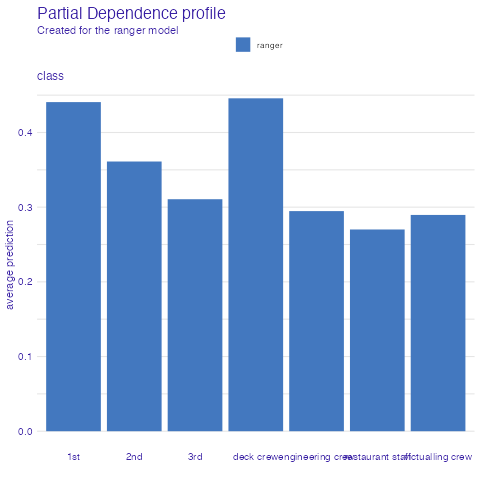 Partial Dependence profile
Created for the ranger model
ranger
class
average prediction
0.4
0.3
0.2
0.1
0.0
1st 2nd 3rd deck crew engineering crew restaurant staff victualling crew